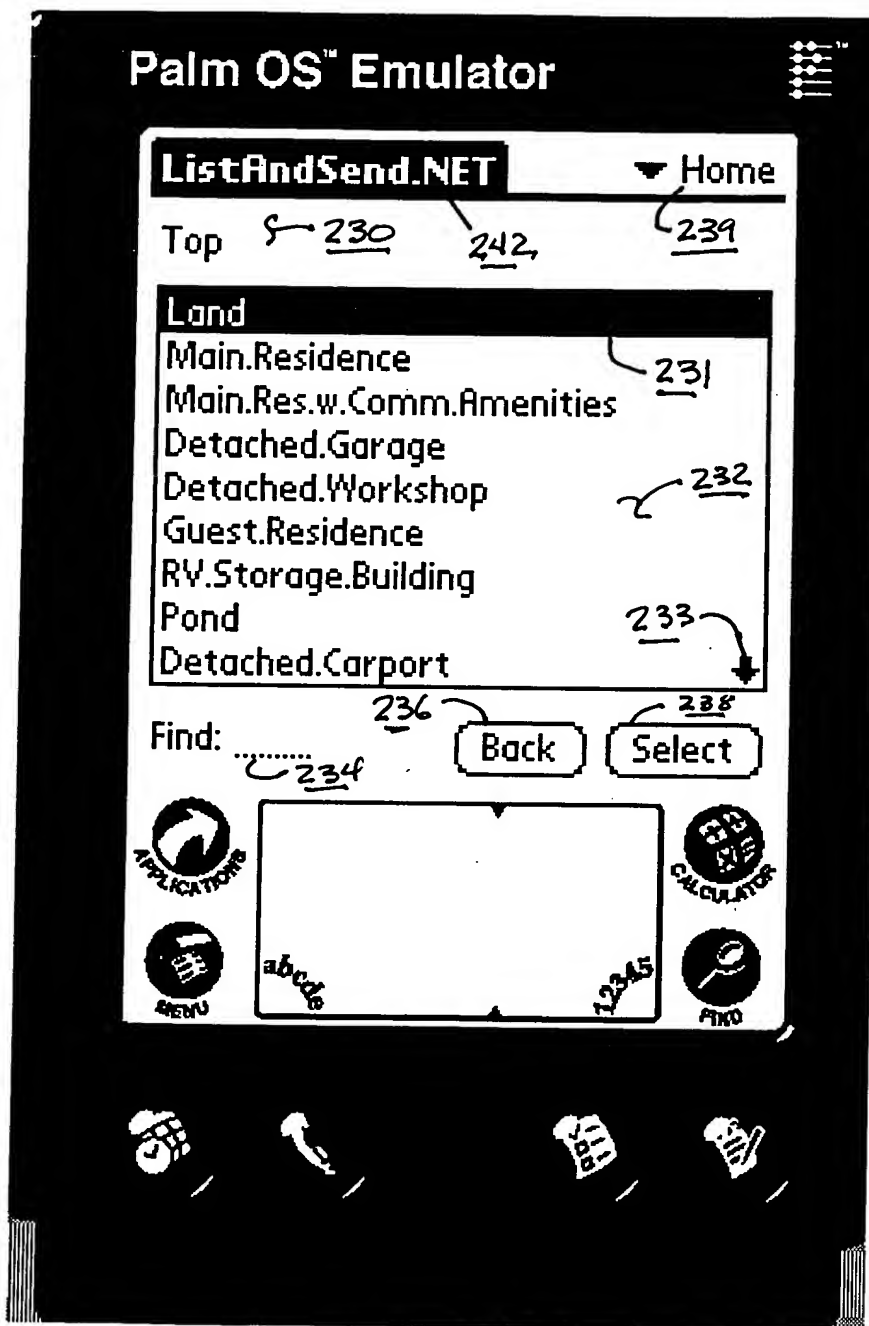 Palm OS™ Emulator ™
ListAndSend.NET Home
Top 230 242 239
Land
Main.Residence 231
Main.Res.w.Comm.Amenities
Detached.Garage
Detached.Workshop 232
Guest.Residence
RV.Storage.Building
Pond 233
Detached.Carport
236 238
Find: Back Select
234
APPLICATIONS CALCULATOR
abcde 12345
MENU FIND